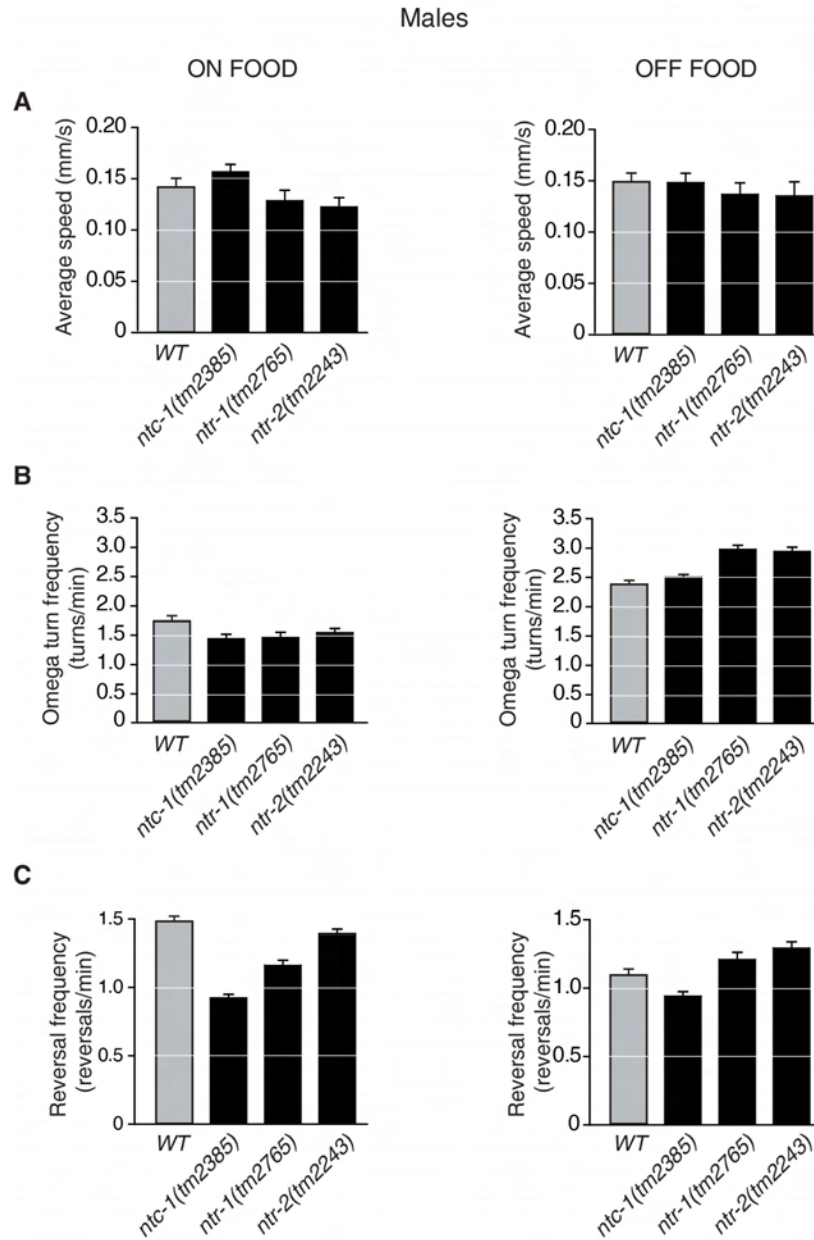 Males
ON FOOD
OFF FOOD
A
Average speed (mm/s)
0.20
0.15
0.10
0.05
0
WT
ntc-1(tm2385)
ntr-1(tm2765)
ntr-2(tm2243)
Average speed (mm/s)
0.20
0.15
0.10
0.05
0
WT
ntc-1(tm2385)
ntr-1(tm2765)
ntr-2(tm2243)
B
Omega turn frequency
(turns/min)
3.5
3.0
2.5
2.0
1.5
1.0
0.5
0
WT
ntc-1(tm2385)
ntr-1(tm2765)
ntr-2(tm2243)
Omega turn frequency
(turns/min)
3.5
3.0
2.5
2.0
1.5
1.0
0.5
0
WT
ntc-1(tm2385)
ntr-1(tm2765)
ntr-2(tm2243)
C
Reversal frequency
(reversals/min)
1.5
1.0
0.5
0
WT
ntc-1(tm2385)
ntr-1(tm2765)
ntr-2(tm2243)
Reversal frequency
(reversals/min)
1.5
1.0
0.5
0
WT
ntc-1(tm2385)
ntr-1(tm2765)
ntr-2(tm2243)